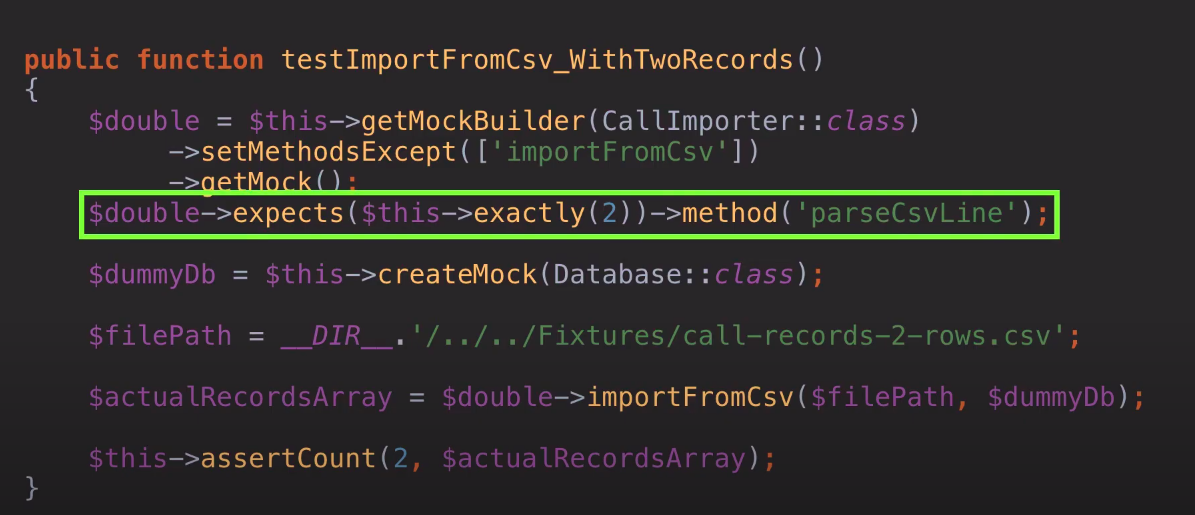 public function testImportFromCsv_WithTwoRecords()
{
    $double = $this->getMockBuilder(CallImporter::class)
         ->setMethodsExcept(['importFromCsv'])
         ->getMock();
    $double->expects($this->exactly(2))->method('parseCsvLine');
    $dummyDb = $this->createMock(Database::class);
    $filePath = __DIR__.'/../../Fixtures/call-records-2-rows.csv';
    $actualRecordsArray = $double->importFromCsv($filePath, $dummyDb);
    $this->assertCount(2, $actualRecordsArray);
}